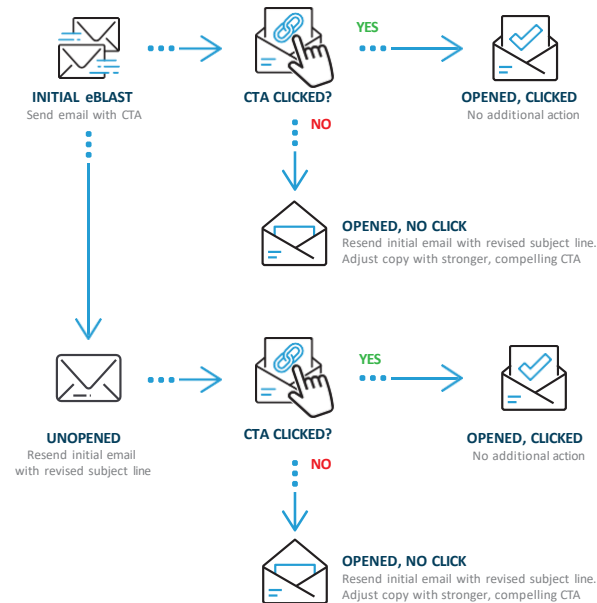 YES
INITIAL eBLAST
Send email with CTA
CTA CLICKED?
OPENED, CLICKED
No additional action
NO
OPENED, NO CLICK
Resend initial email with revised subject line.
Adjust copy with stronger, compelling CTA
YES
UNOPENED
Resend initial email
with revised subject line
CTA CLICKED?
OPENED, CLICKED
No additional action
NO
OPENED, NO CLICK
Resend initial email with revised subject line.
Adjust copy with stronger, compelling CTA